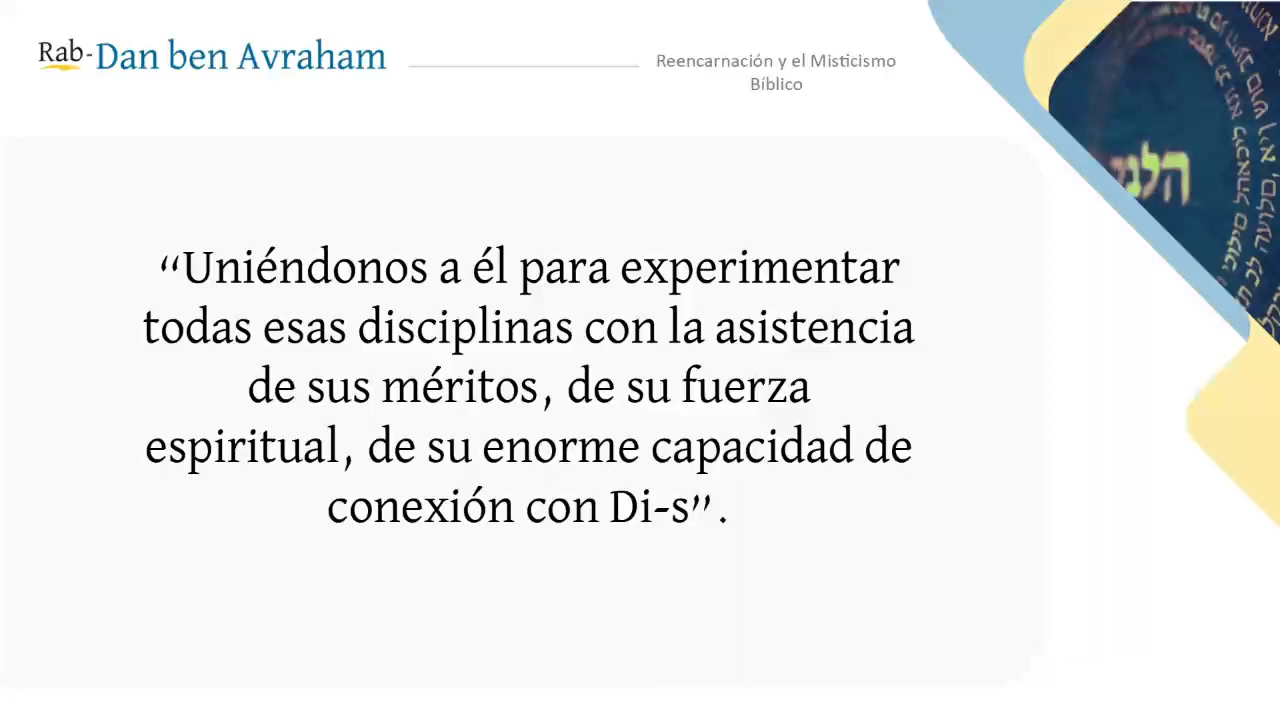 Rab-Dan ben Avraham
Reencarnación y el Misticismo
Bíblico
“Uniéndonos a él para experimentar
todas esas disciplinas con la asistencia
de sus méritos, de su fuerza
espiritual, de su enorme capacidad de
conexión con Di-s”.